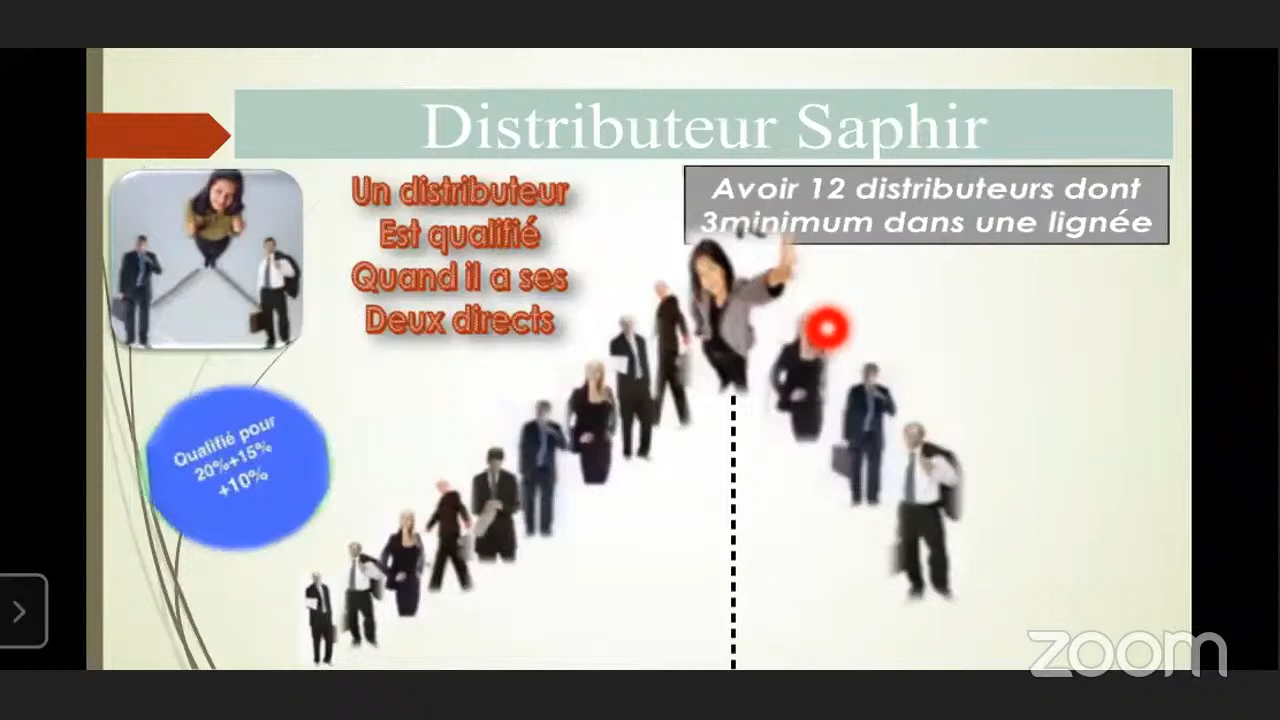 Distributeur Saphir
Un distributeur
Est qualifié
Quand il a ses
Deux directs
Avoir 12 distributeurs dont
3minimum dans une lignée
Qualifié pour
20%+15%
+10%
zoom